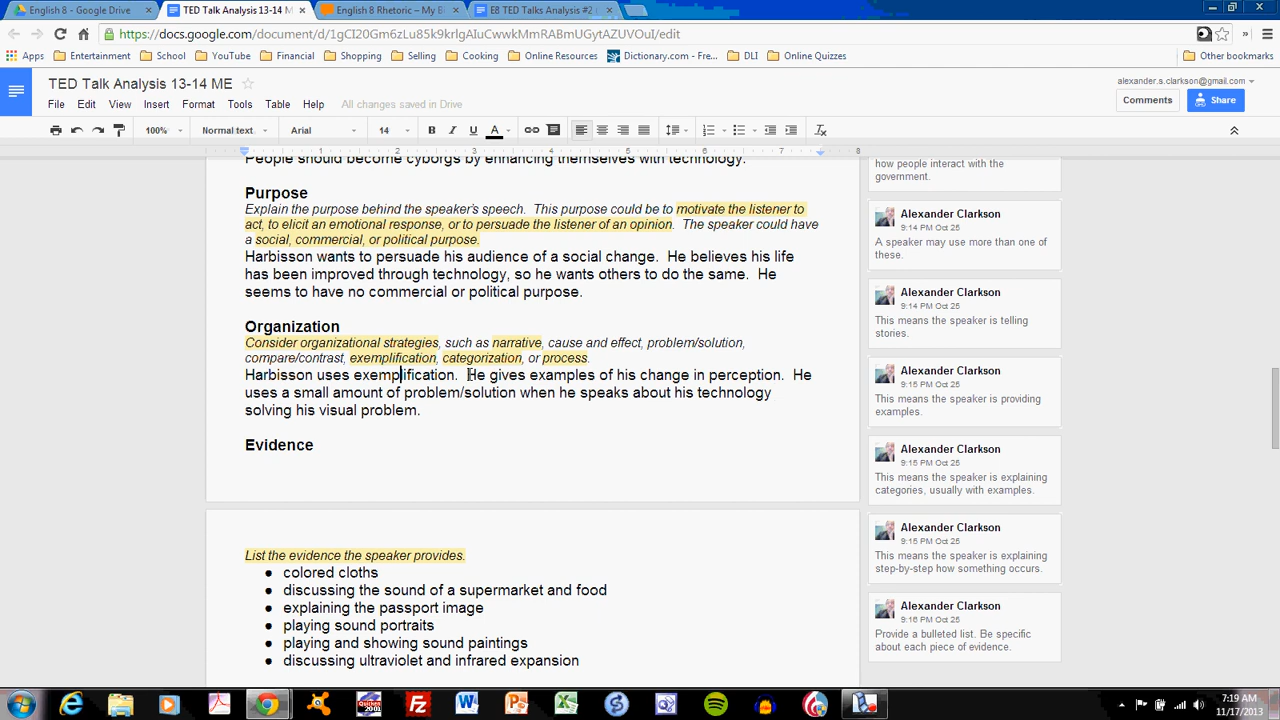 English 8 - Google Drive
TED Talk Analysis 13-14 M
English 8 Rhetoric – My B
E8 TED Talks Analysis #2
https://docs.google.com/document/d/1gCI20Gm6zLu85k9krlgAIuCwwkMmRABmUGytAZUVOuI/edit
Apps Entertainment School YouTube Financial Shopping Selling Cooking Online Resources Dictionary.com - Fre... DLI Online Quizzes Other bookmarks
TED Talk Analysis 13-14 ME
alexander.s.clarkson@gmail.com
File Edit View Insert Format Tools Table Help All changes saved in Drive
Comments Share
100% Normal text Arial 14 B I U A
1 2 3 4 5 6 7 8
People should become cyborgs by enhancing themselves with technology.
Purpose
Explain the purpose behind the speaker's speech. This purpose could be to motivate the listener to
act, to elicit an emotional response, or to persuade the listener of an opinion. The speaker could have
a social, commercial, or political purpose.
Harbisson wants to persuade his audience of a social change. He believes his life
has been improved through technology, so he wants others to do the same. He
seems to have no commercial or political purpose.
Organization
Consider organizational strategies, such as narrative, cause and effect, problem/solution,
compare/contrast, exemplification, categorization, or process.
Harbisson uses exemplification. He gives examples of his change in perception. He
uses a small amount of problem/solution when he speaks about his technology
solving his visual problem.
Evidence
List the evidence the speaker provides.
● colored cloths
● discussing the sound of a supermarket and food
● explaining the passport image
● playing sound portraits
● playing and showing sound paintings
● discussing ultraviolet and infrared expansion
how people interact with the
government.
Alexander Clarkson
9:14 PM Oct 25
A speaker may use more than one of
these.
Alexander Clarkson
9:14 PM Oct 25
This means the speaker is telling
stories.
Alexander Clarkson
9:15 PM Oct 25
This means the speaker is providing
examples.
Alexander Clarkson
9:15 PM Oct 25
This means the speaker is explaining
categories, usually with examples.
Alexander Clarkson
9:15 PM Oct 25
This means the speaker is explaining
step-by-step how something occurs.
Alexander Clarkson
9:16 PM Oct 25
Provide a bulleted list. Be specific
about each piece of evidence.
7:19 AM
11/17/2013